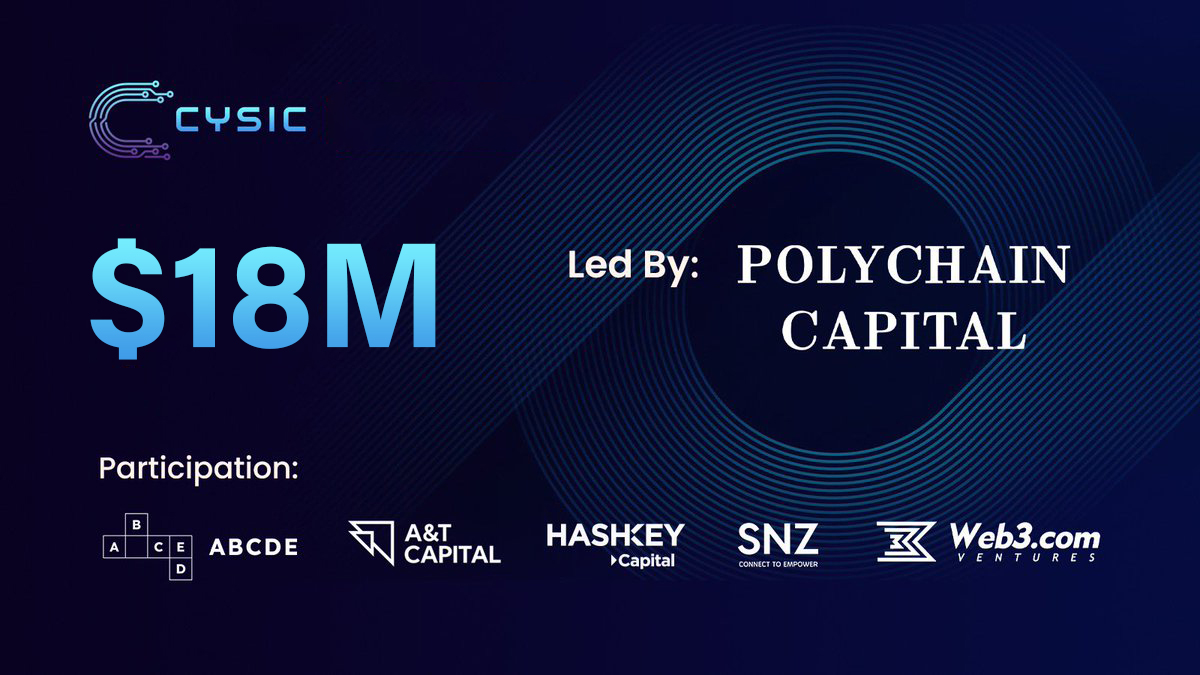 CYSIC
$18M
Led By:
POLYCHAIN
CAPITAL
Participation:
B
A C E
D
ABCDE
A&T
CAPITAL
HASHKEY
Capital
SNZ
CONNECT TO EMPOWER
Web3.com
VENTURES